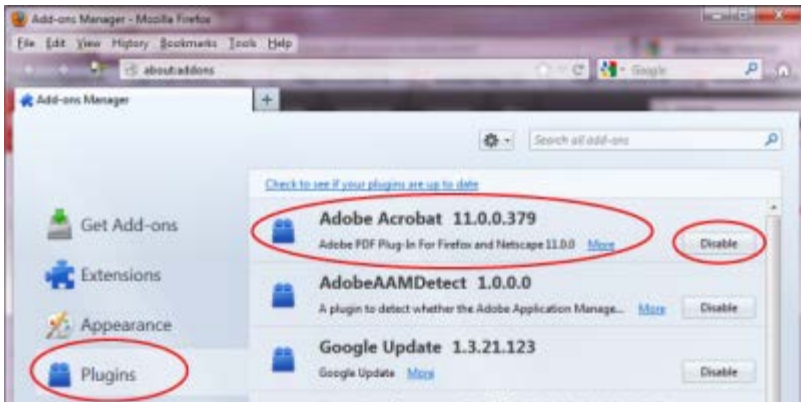 Add-ons Manager - Mozilla Firefox
File Edit View History Bookmarks Tools Help
about:addons
Google
Add-ons Manager
Search all add-ons
Check to see if your plugins are up to date
Get Add-ons
Adobe Acrobat 11.0.0.379
Adobe PDF Plug-In For Firefox and Netscape 11.0.0 More
Disable
Extensions
AdobeAAMDetect 1.0.0.0
A plugin to detect whether the Adobe Application Manage... More
Disable
Appearance
Google Update 1.3.21.123
Google Update More
Disable
Plugins